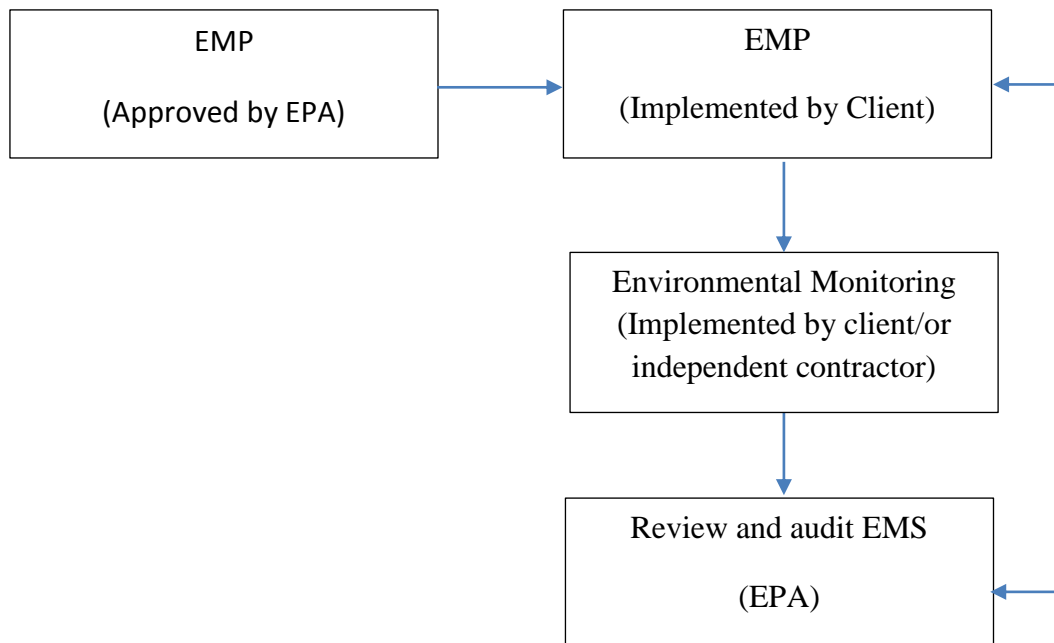 EMP
(Approved by EPA)
EMP
(Implemented by Client)
Environmental Monitoring
(Implemented by client/or
independent contractor)
Review and audit EMS
(EPA)